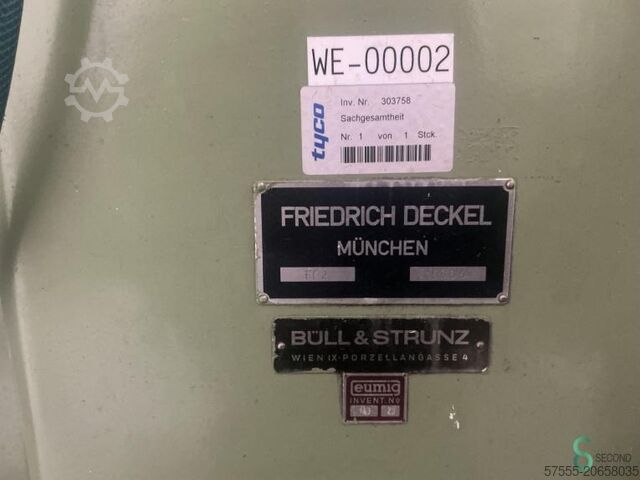 WE-00002
tyco
Inv. Nr. 303758
Sachgesamtheit
Nr. 1 von 1 Stck.
FRIEDRICH DECKEL
MÜNCHEN
BÜLL & STRUNZ
WIEN IX·PORZELLANGASSE 4
eumig
INVENT. No
SECOND
57555-20658035